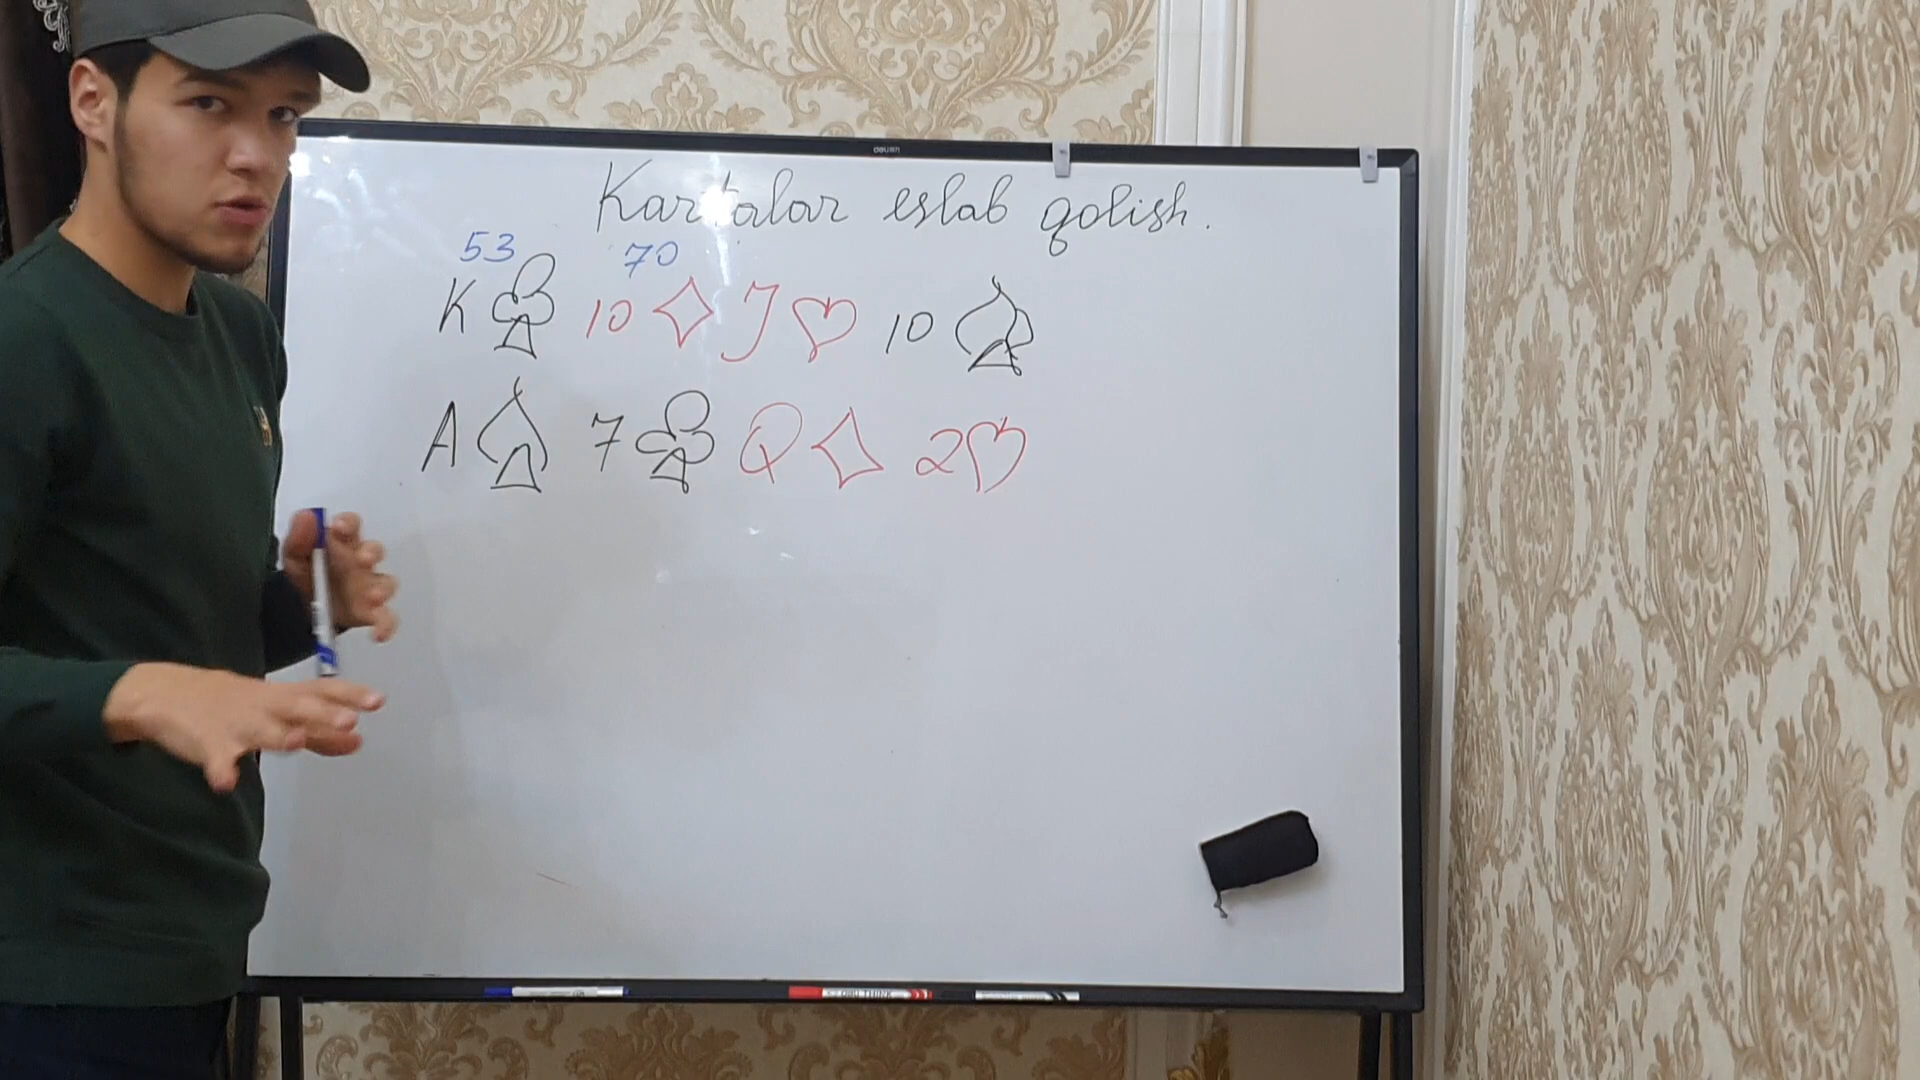 Kartalar eslab qolish.
53 70
K♣ 10♦ J♥ 10♠
A♠ 7♣ Q♦ 2♥